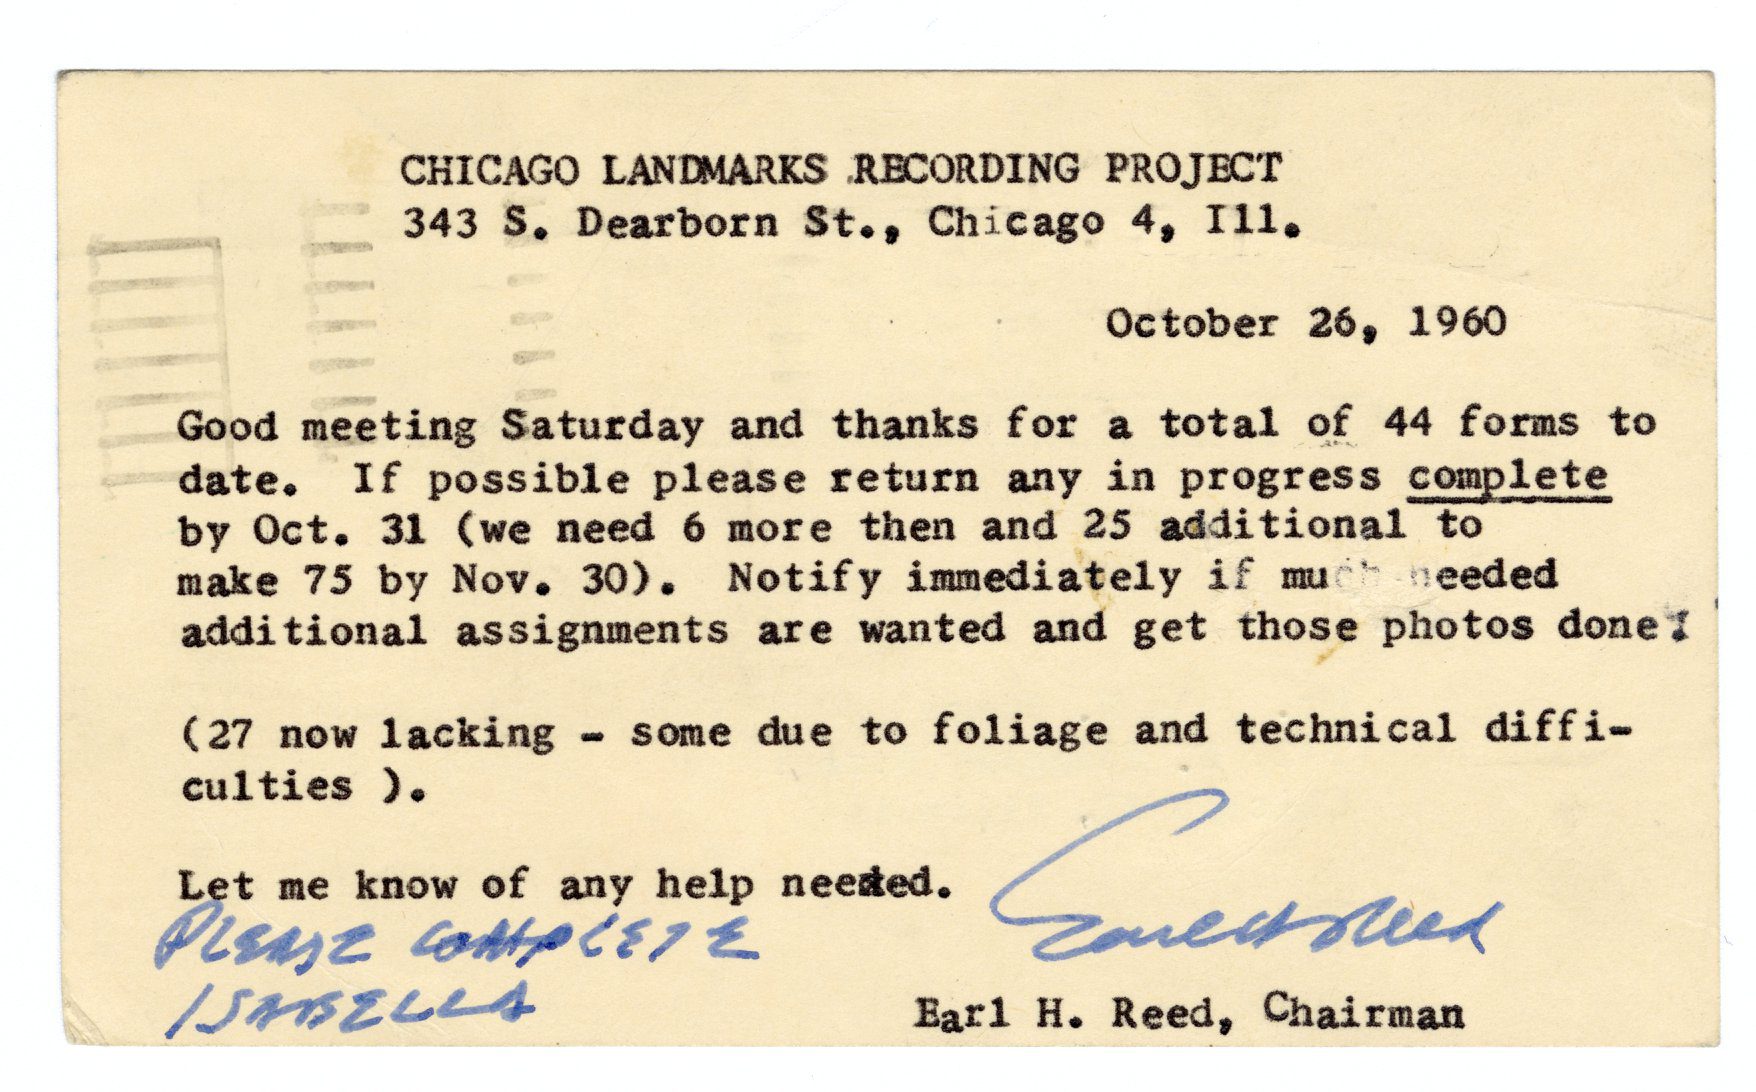 CHICAGO LANDMARKS RECORDING PROJECT
343 S. Dearborn St., Chicago 4, Ill.
October 26, 1960
Good meeting Saturday and thanks for a total of 44 forms to
date. If possible please return any in progress complete
by Oct. 31 (we need 6 more then and 25 additional to
make 75 by Nov. 30). Notify immediately if much needed
additional assignments are wanted and get those photos done!
(27 now lacking - some due to foliage and technical diffi-
culties ).
Let me know of any help needed.
PLEASE COMPLETE
ISABELLA
Earl H Reed
Earl H. Reed, Chairman